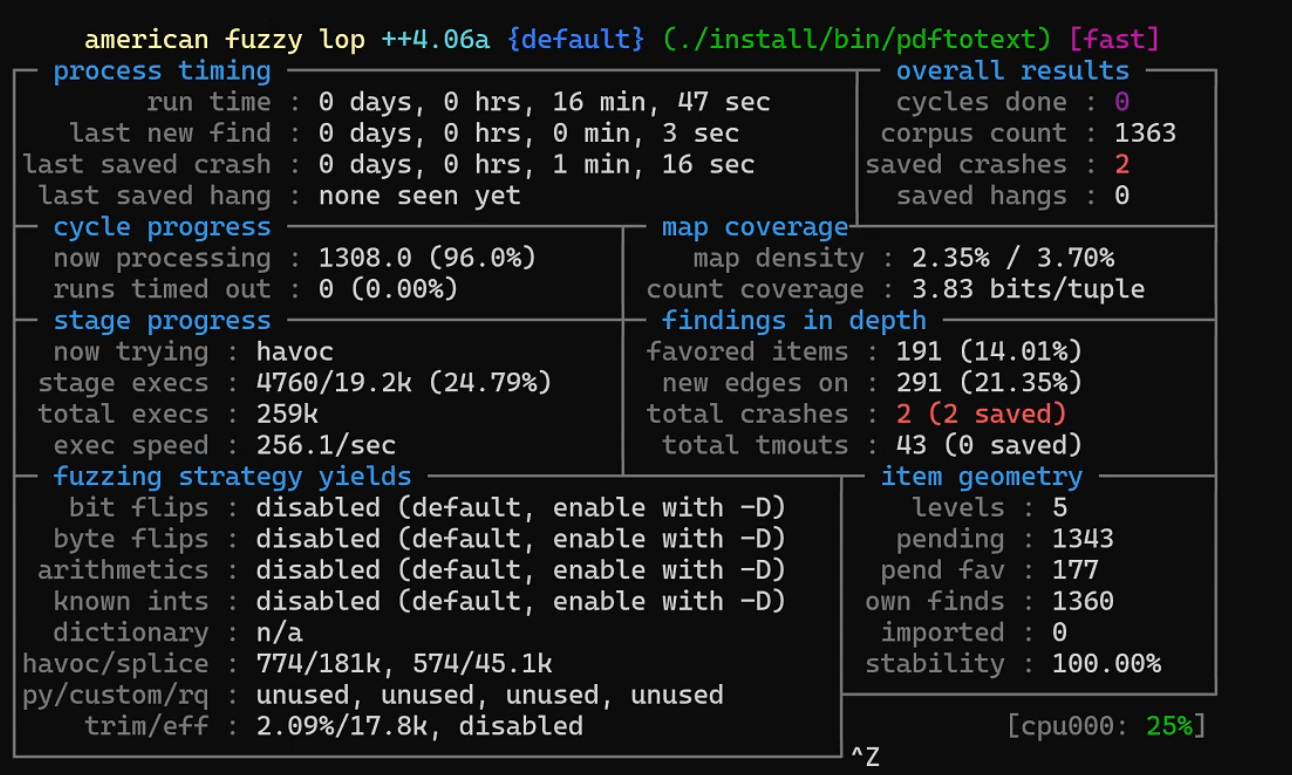 american fuzzy lop ++4.06a {default} (./install/bin/pdftotext) [fast]
process timing
run time : 0 days, 0 hrs, 16 min, 47 sec
last new find : 0 days, 0 hrs, 0 min, 3 sec
last saved crash : 0 days, 0 hrs, 1 min, 16 sec
last saved hang : none seen yet
overall results
cycles done : 0
corpus count : 1363
saved crashes : 2
saved hangs : 0
cycle progress
now processing : 1308.0 (96.0%)
runs timed out : 0 (0.00%)
map coverage
map density : 2.35% / 3.70%
count coverage : 3.83 bits/tuple
stage progress
now trying : havoc
stage execs : 4760/19.2k (24.79%)
total execs : 259k
exec speed : 256.1/sec
findings in depth
favored items : 191 (14.01%)
new edges on : 291 (21.35%)
total crashes : 2 (2 saved)
total tmouts : 43 (0 saved)
fuzzing strategy yields
bit flips : disabled (default, enable with -D)
byte flips : disabled (default, enable with -D)
arithmetics : disabled (default, enable with -D)
known ints : disabled (default, enable with -D)
dictionary : n/a
havoc/splice : 774/181k, 574/45.1k
py/custom/rq : unused, unused, unused, unused
trim/eff : 2.09%/17.8k, disabled
item geometry
levels : 5
pending : 1343
pend fav : 177
own finds : 1360
imported : 0
stability : 100.00%
[cpu000: 25%]
^Z